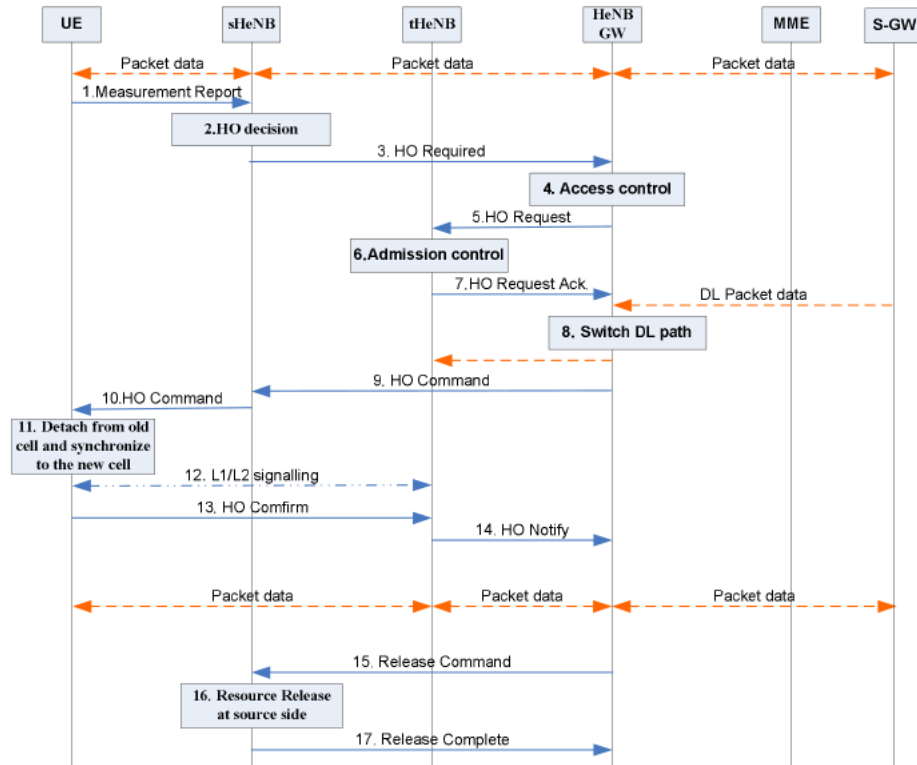 UE
sHeNB
tHeNB
HeNB
GW
MME
S-GW
Packet data
Packet data
Packet data
1.Measurement Report
2.HO decision
3. HO Required
4. Access control
5.HO Request
6.Admission control
7.HO Request Ack.
DL Packet data
8. Switch DL path
9. HO Command
10.HO Command
11. Detach from old
cell and synchronize
to the new cell
12. L1/L2 signalling
13. HO Comfirm
14. HO Notify
Packet data
Packet data
Packet data
15. Release Command
16. Resource Release
at source side
17. Release Complete